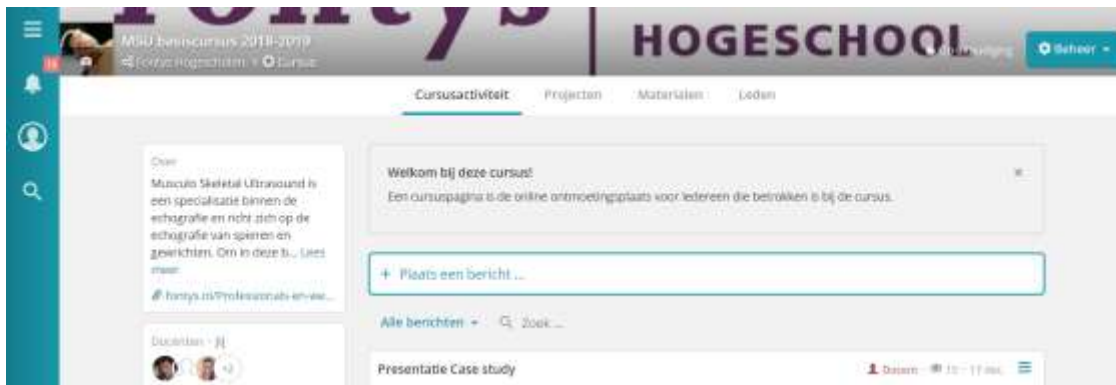 Fontys
HOGESCHOOL
MSU basiscursus 2018-2019
Fontys Hogescholen
Cursus
Beheer
Cursusactiviteit Projecten Materialen Leden
Over
Musculo Skeletal Ultrasound is
een specialisatie binnen de
echografie en richt zich op de
echografie van spieren en
gewrichten. Om in deze b... Lees
meer
fontys.nl/Professionals-en-we...
Docenten - Jij
+2
Welkom bij deze cursus!
Een cursuspagina is de online ontmoetingsplaats voor iedereen die betrokken is bij de cursus.
+ Plaats een bericht ...
Alle berichten
Zoek ...
Presentatie Case study
Docent